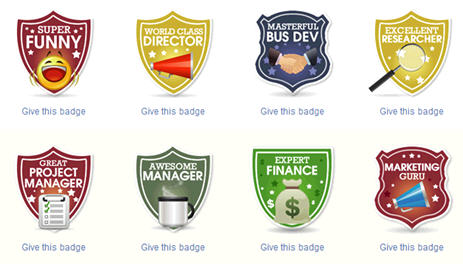 SUPER
FUNNY
WORLD CLASS
DIRECTOR
MASTERFUL
BUS DEV
EXCELLENT
RESEARCHER
Give this badge
Give this badge
Give this badge
Give this badge
GREAT
PROJECT
MANAGER
AWESOME
MANAGER
EXPERT
FINANCE
$
MARKETING
GURU
Give this badge
Give this badge
Give this badge
Give this badge